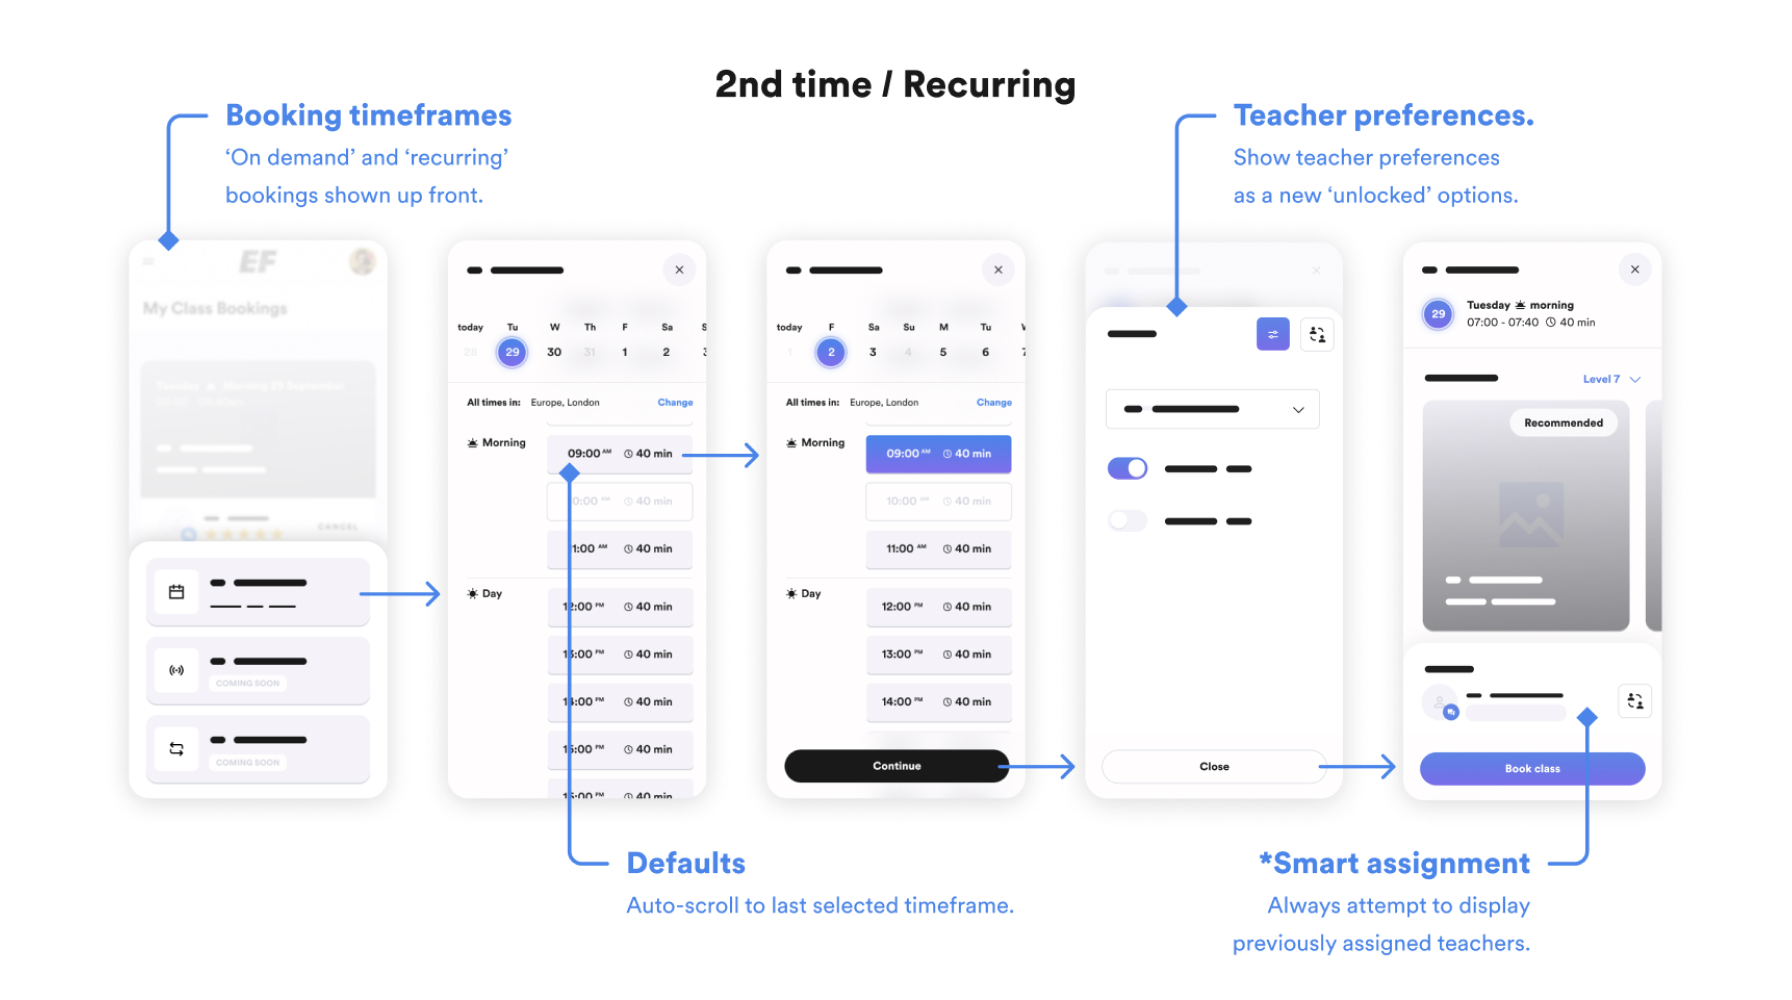 2nd time / Recurring
Booking timeframes
‘On demand’ and ‘recurring’
bookings shown up front.
Teacher preferences.
Show teacher preferences
as a new ‘unlocked’ options.
EF
My Class Bookings
Tuesday Morning 29 September
CANCEL
COMING SOON
COMING SOON
today Tu W Th F Sa S
28 29 30 31 1 2 3
All times in: Europe, London Change
Morning
09:00 AM 40 min
0:00 AM 40 min
1:00 AM 40 min
Day
12:00 PM 40 min
13:00 PM 40 min
14:00 PM 40 min
15:00 PM 40 min
15:00 PM 40 min
today F Sa Su M Tu W
1 2 3 4 5 6 7
All times in: Europe, London Change
Morning
09:00 AM 40 min
10:00 AM 40 min
11:00 AM 40 min
Day
12:00 PM 40 min
13:00 PM 40 min
14:00 PM 40 min
Continue
Close
29
Tuesday morning
07:00 - 07:40 40 min
Level 7
Recommended
Book class
Defaults
Auto-scroll to last selected timeframe.
*Smart assignment
Always attempt to display
previously assigned teachers.